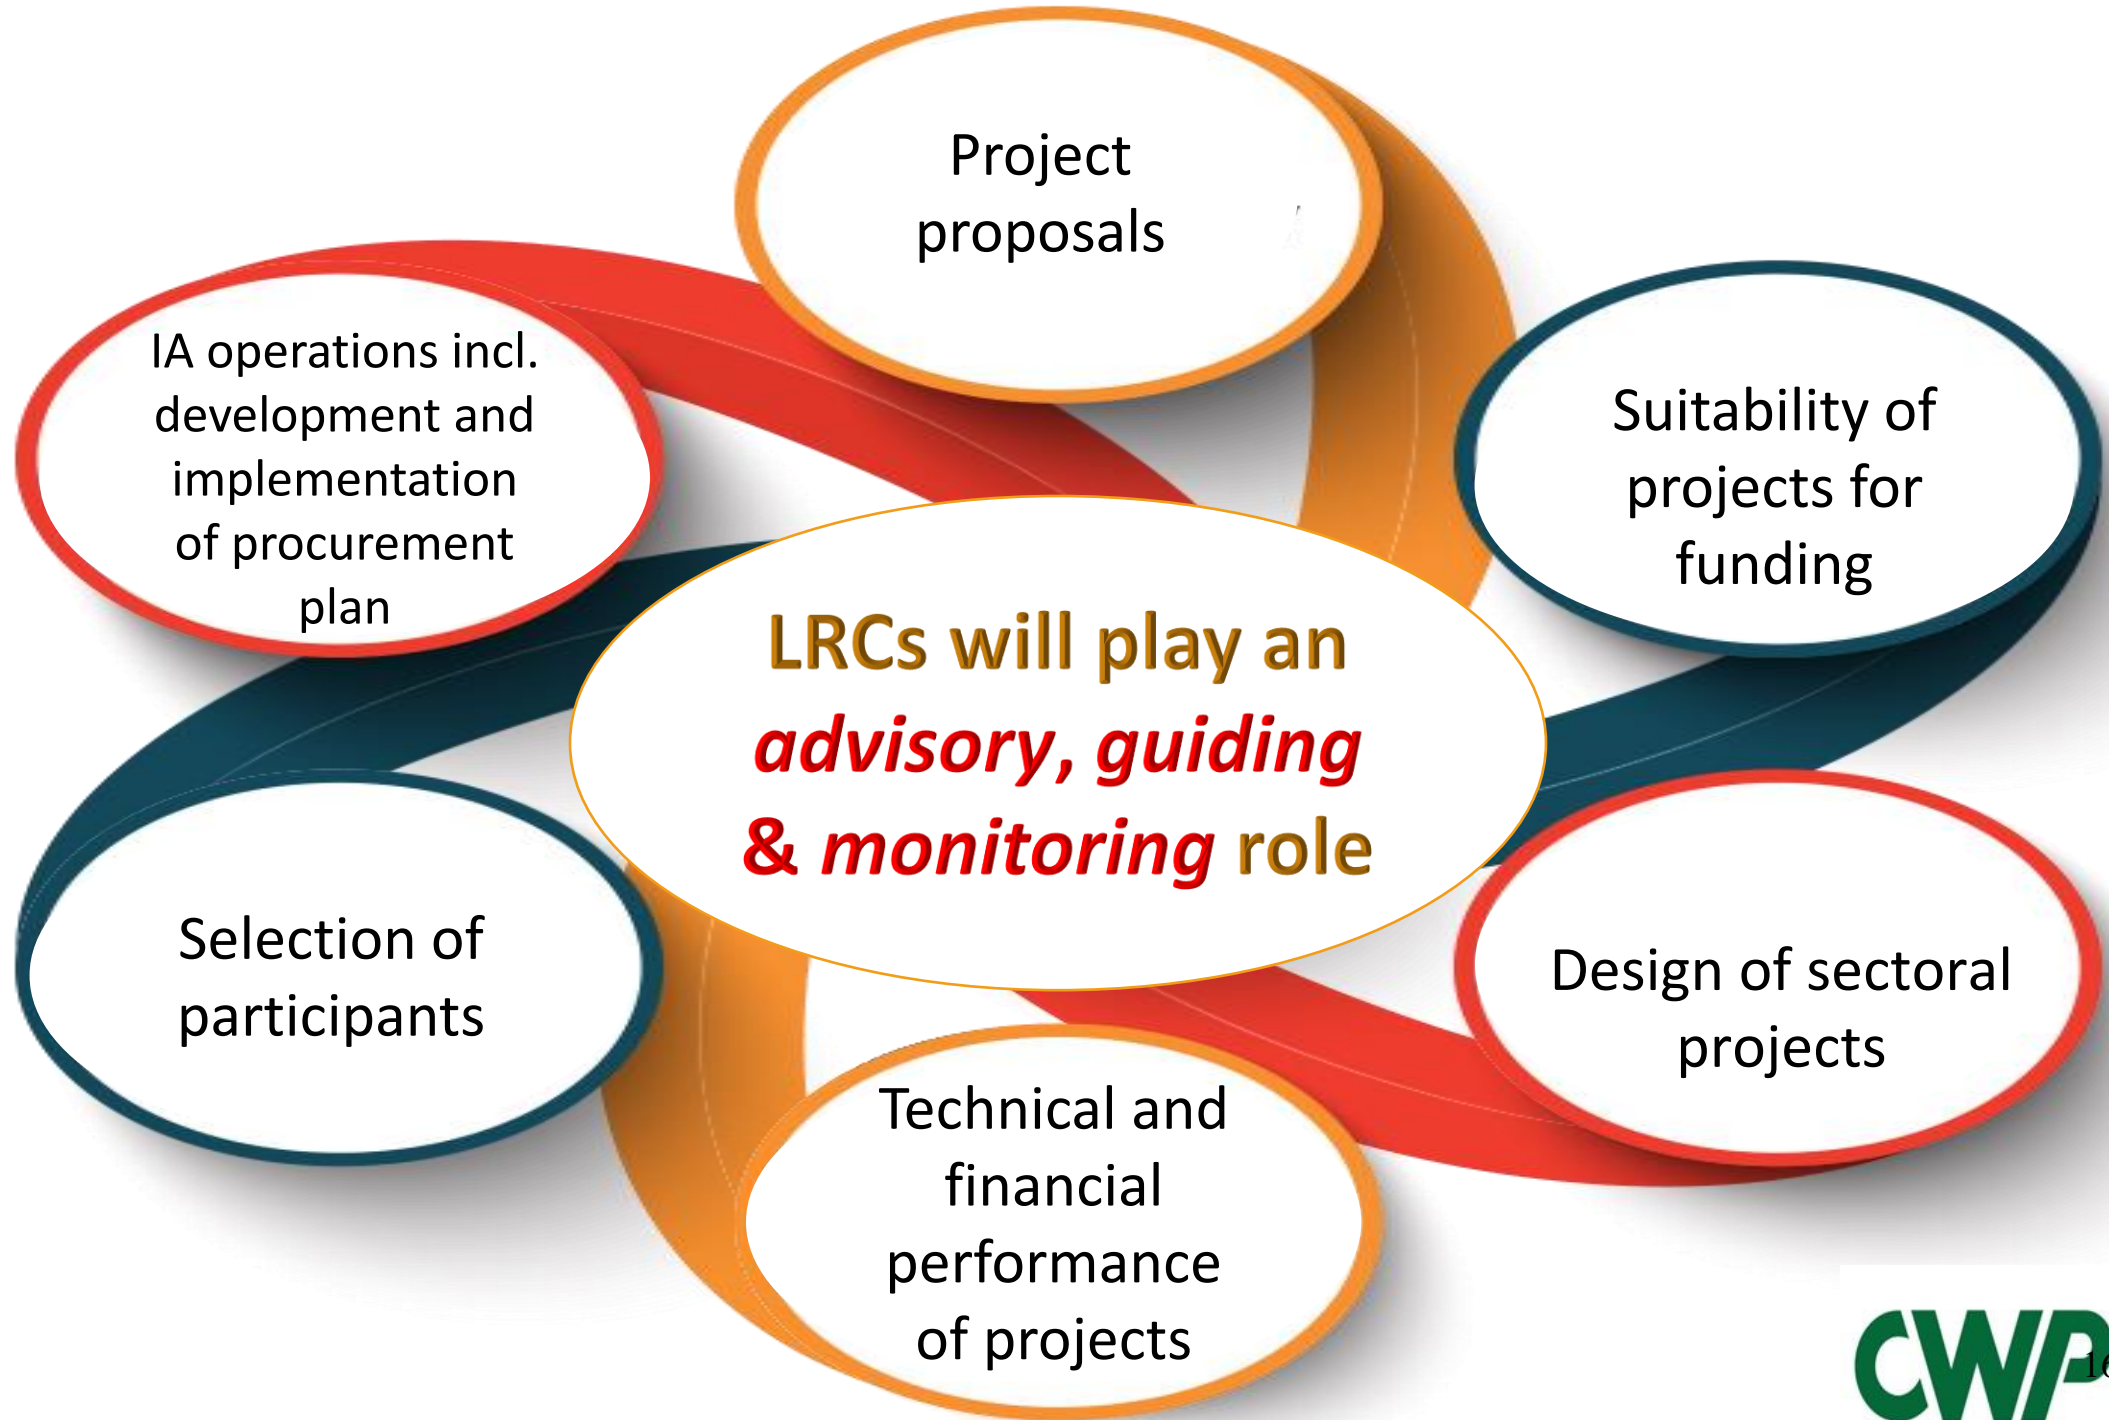 Project
proposals
Suitability of
projects for
funding
Design of sectoral
projects
Technical and
financial
performance
of projects
Selection of
participants
IA operations incl.
development and
implementation
of procurement
plan
LRCs will play an
advisory, guiding
& monitoring role
CWP
16